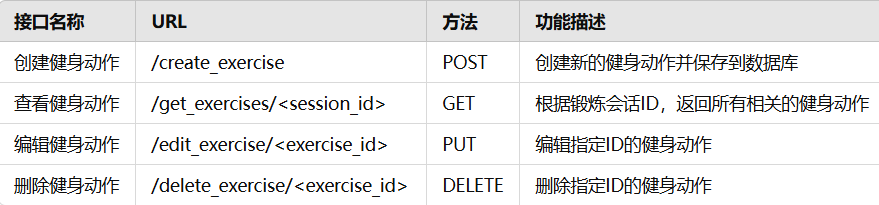 接口名称 URL 方法 功能描述
创建健身动作 /create_exercise POST 创建新的健身动作并保存到数据库
查看健身动作 /get_exercises/<session_id> GET 根据锻炼会话ID，返回所有相关的健身动作
编辑健身动作 /edit_exercise/<exercise_id> PUT 编辑指定ID的健身动作
删除健身动作 /delete_exercise/<exercise_id> DELETE 删除指定ID的健身动作